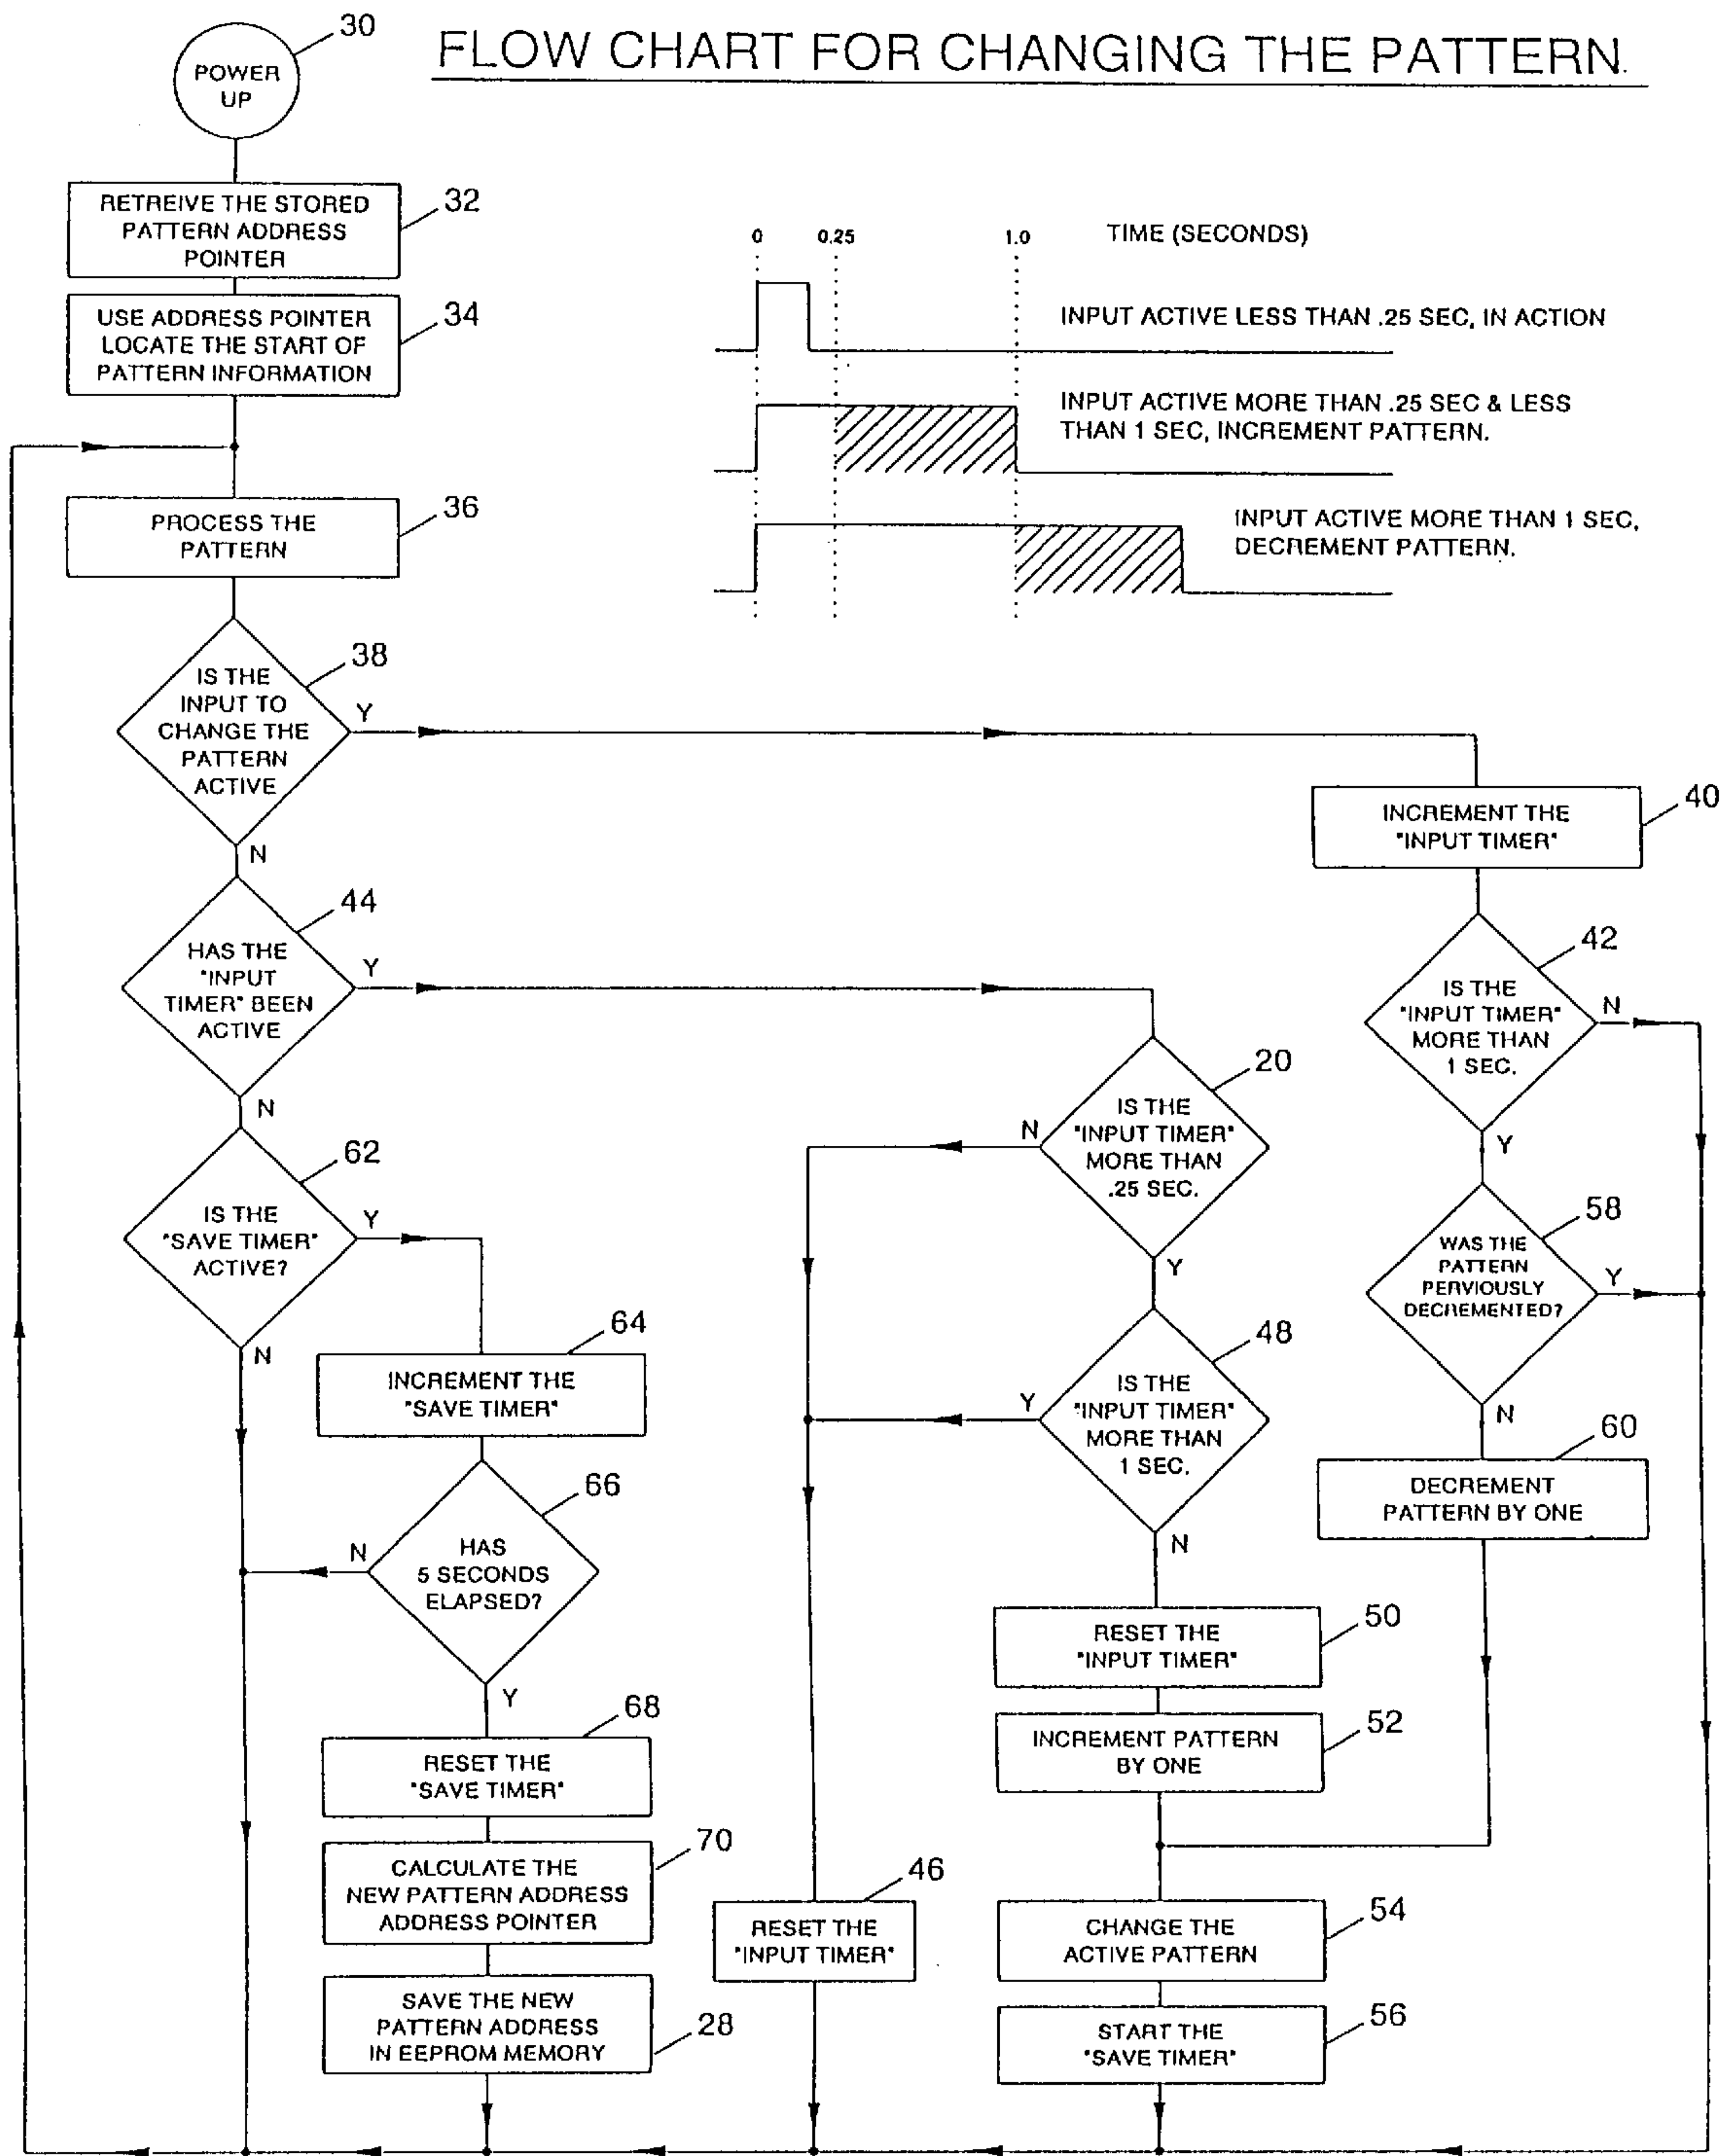 FLOW CHART FOR CHANGING THE PATTERN.
30
POWER
UP
RETREIVE THE STORED
PATTERN ADDRESS
POINTER
32
USE ADDRESS POINTER
LOCATE THE START OF
PATTERN INFORMATION
34
PROCESS THE
PATTERN
36
0 0.25 1.0 TIME (SECONDS)
INPUT ACTIVE LESS THAN .25 SEC, IN ACTION
INPUT ACTIVE MORE THAN .25 SEC & LESS
THAN 1 SEC, INCREMENT PATTERN.
INPUT ACTIVE MORE THAN 1 SEC,
DECREMENT PATTERN.
38
IS THE
INPUT TO
CHANGE THE
PATTERN
ACTIVE
Y
N
INCREMENT THE
"INPUT TIMER"
40
44
HAS THE
"INPUT
TIMER" BEEN
ACTIVE
Y
N
42
IS THE
"INPUT TIMER"
MORE THAN
1 SEC.
N
Y
20
IS THE
"INPUT TIMER"
MORE THAN
.25 SEC.
N
Y
62
IS THE
"SAVE TIMER"
ACTIVE?
Y
N
58
WAS THE
PATTERN
PERVIOUSLY
DECREMENTED?
Y
N
64
INCREMENT THE
"SAVE TIMER"
48
IS THE
"INPUT TIMER"
MORE THAN
1 SEC.
Y
N
60
DECREMENT
PATTERN BY ONE
66
HAS
5 SECONDS
ELAPSED?
N
Y
RESET THE
"INPUT TIMER"
50
INCREMENT PATTERN
BY ONE
52
68
RESET THE
"SAVE TIMER"
70
CALCULATE THE
NEW PATTERN ADDRESS
ADDRESS POINTER
46
RESET THE
"INPUT TIMER"
CHANGE THE
ACTIVE PATTERN
54
SAVE THE NEW
PATTERN ADDRESS
IN EEPROM MEMORY
28
START THE
"SAVE TIMER"
56